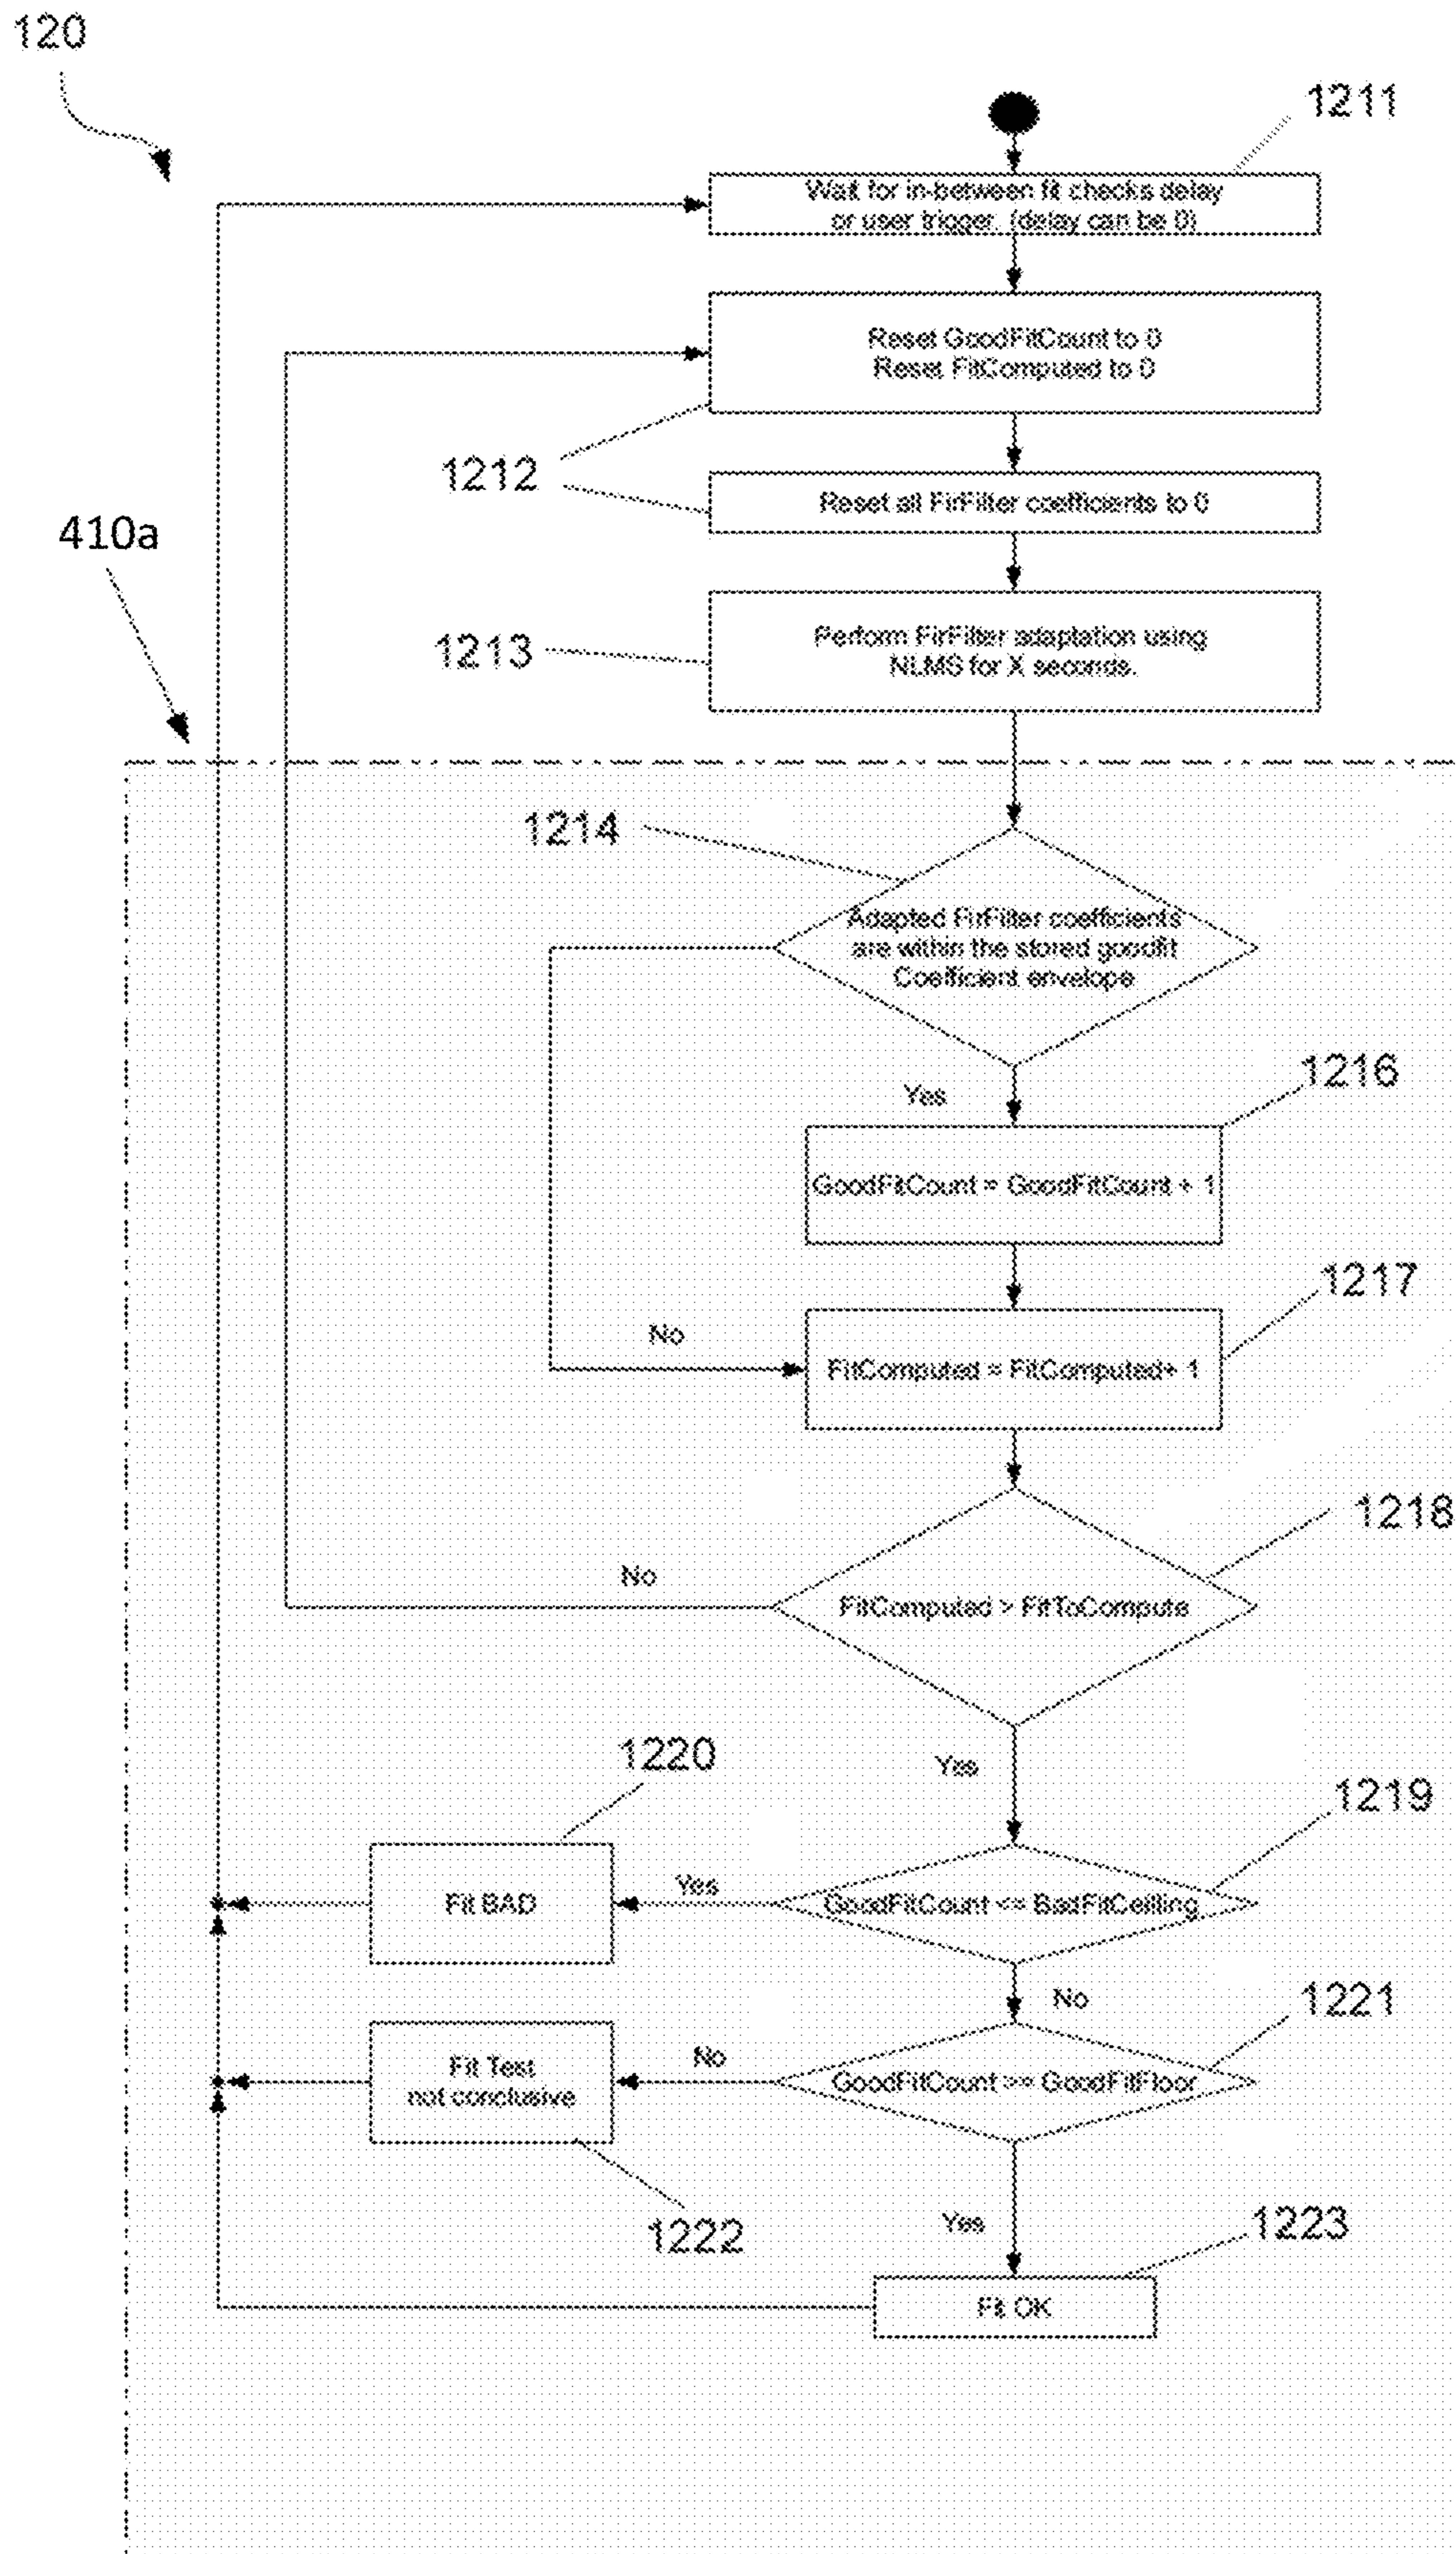 120
1211
Wait for in-between fit checks delay
or user trigger. (delay can be 0)
Reset GoodFitCount to 0
Reset FitComputed to 0
1212
Reset all FirFilter coefficients to 0
410a
1213
Perform FirFilter adaptation using
NLMS for X seconds.
1214
Adapted FirFilter coefficients
are within the stored goodfit
Coefficient envelope
1216
Yes
GoodFitCount = GoodFitCount + 1
1217
No
FitComputed = FitComputed+ 1
1218
No
FitComputed > FitToCompute
1220
Yes
1219
Fit BAD
Yes
GoodFitCount <= BadFitCeilling
No
1221
Fit Test
not conclusive
No
GoodFitCount >= GoodFitFloor
1222
Yes
1223
Fit OK